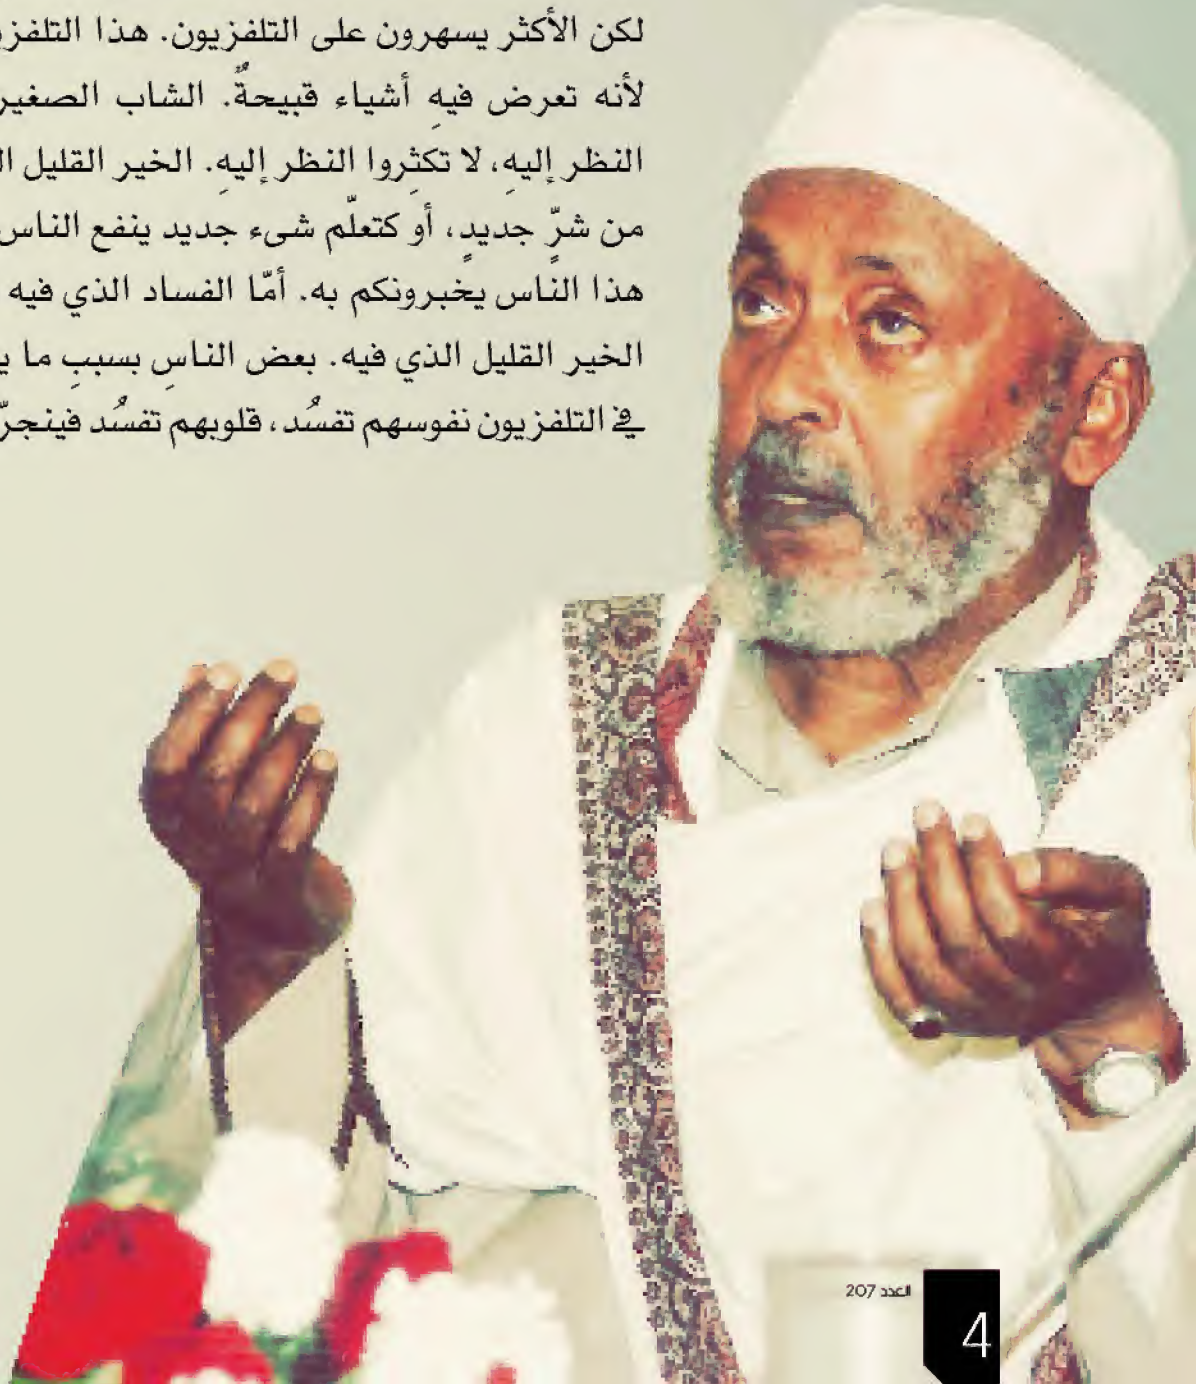 لكن الأكثر يسهرون على التلفزيون. هذا التلفز
لأنه تعرض فيهِ أشياء قبيحةٌ. الشاب الصغير
النظر إليهِ، لا تكثِروا النظر إليهِ. الخير القليل ا
من شرٍّ جديدٍ، أو كتعلّم شىء جديد ينفع الناس
هذا الناس يخبرونكم به. أمّا الفساد الذي فيه
الخير القليل الذي فيه. بعض الناسِ بسببِ ما ي
في التلفزيون نفوسهم تفسُد، قلوبهم تفسُد فينجرّ
العدد 207
4